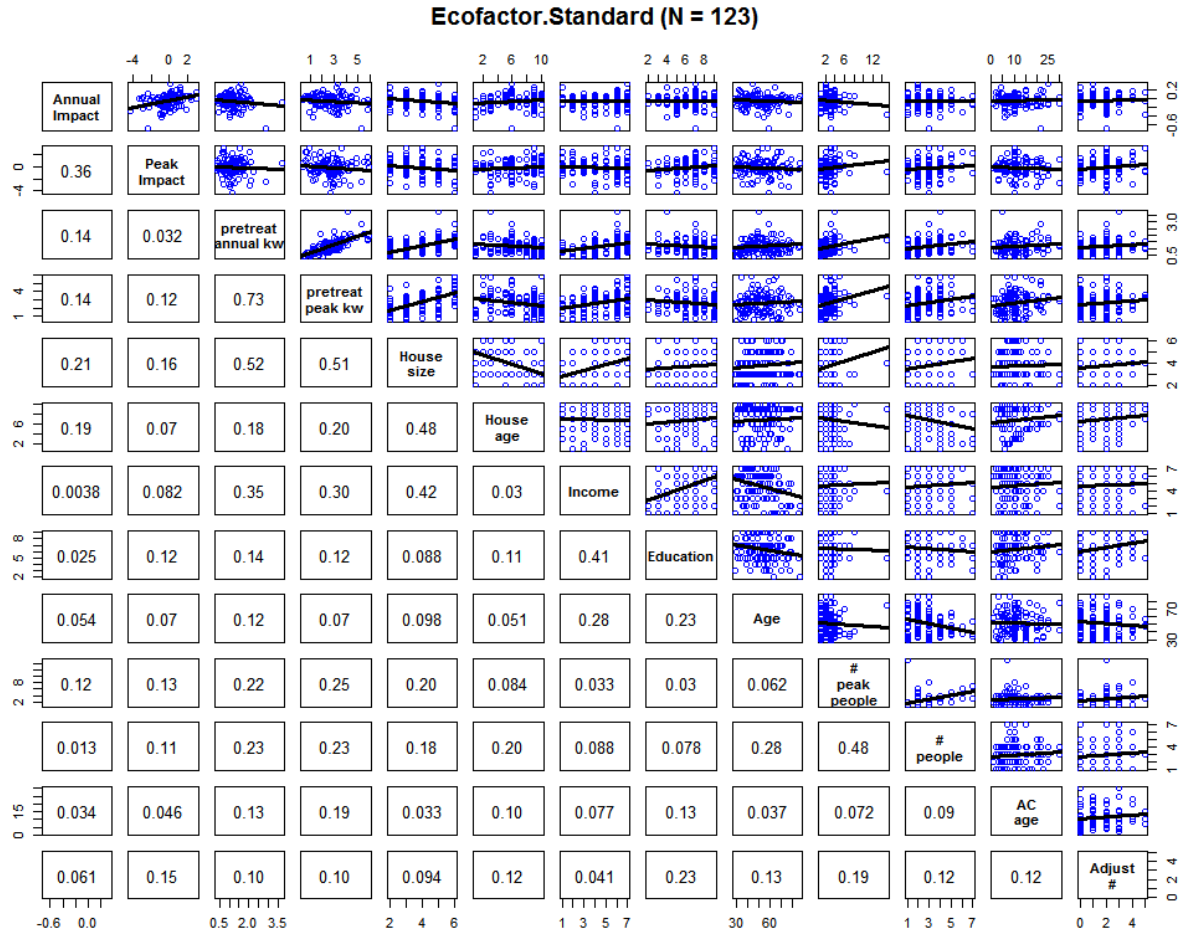 Ecofactor.Standard (N = 123)
-4 0 2 1 3 5 2 6 10 2 4 6 8 2 6 12 0 10 25
Annual
Impact
-0.6 0.2
-4 0
0.36
Peak
Impact
0.14 0.032
pretreat
annual kw
0.5 3.0
1 4
0.14 0.12 0.73
pretreat
peak kw
0.21 0.16 0.52 0.51
House
size
2 4 6
2 6
0.19 0.07 0.18 0.20 0.48
House
age
0.0038 0.082 0.35 0.30 0.42 0.03
Income
1 4 7
2 5 8
0.025 0.12 0.14 0.12 0.088 0.11 0.41
Education
0.054 0.07 0.12 0.07 0.098 0.051 0.28 0.23
Age
30 70
2 8
0.12 0.13 0.22 0.25 0.20 0.084 0.033 0.03 0.062
#
peak
people
0.013 0.11 0.23 0.23 0.18 0.20 0.088 0.078 0.28 0.48
#
people
1 4 7
0 15
0.034 0.046 0.13 0.19 0.033 0.10 0.077 0.13 0.037 0.072 0.09
AC
age
0.061 0.15 0.10 0.10 0.094 0.12 0.041 0.23 0.13 0.19 0.12 0.12
Adjust
#
0 2 4
-0.6 0.0 0.5 2.0 3.5 2 4 6 1 3 5 7 30 60 1 3 5 7 0 2 4